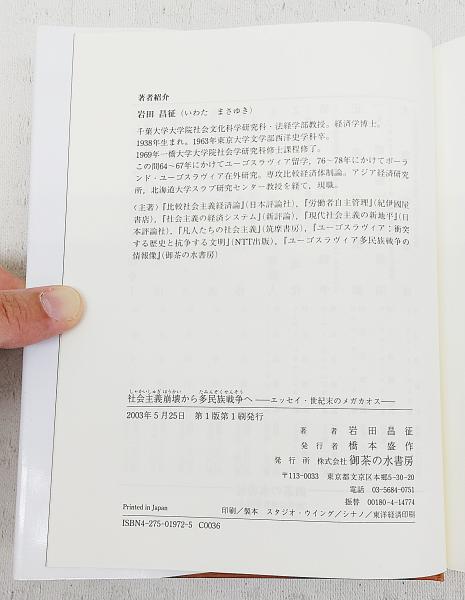 著者紹介
岩田 昌征(いわた まさゆき)
千葉大学大学院社会文化科学研究科・法経学部教授。経済学博士。
1938年生まれ。1963年東京大学文学部西洋史学科卒。
1969年一橋大学大学院社会学研究科修士課程修了。
この間64~67年にかけてユーゴスラヴィア留学,76~78年にかけてポーラ
ンド・ユーゴスラヴィア在外研究。専攻比較経済体制論。アジア経済研究
所,北海道大学スラブ研究センター教授を経て,現職。
〈主著〉『比較社会主義経済論』(日本評論社),『労働者自主管理』(紀伊國屋
書店),『社会主義の経済システム』(新評論),『現代社会主義の新地平』(日
本評論社),『凡人たちの社会主義』(筑摩書房),『ユーゴスラヴィア:衝突
する歴史と抗争する文明』(NTT出版),『ユーゴスラヴィア多民族戦争の
情報像』(御茶の水書房)
しゃかいしゅぎ ほうかい たみんぞくせんそう
社会主義崩壊から多民族戦争へ ――エッセイ・世紀末のメガカオス――
2003年5月25日 第1版第1刷発行
著者 岩田昌征
発行者 橋本盛作
発行所 株式会社 御茶の水書房
〒113-0033 東京都文京区本郷5-30-20
電話 03-5684-0751
振替 00180-4-14774
Printed in Japan
印刷/製本 スタジオ・ウイング/シナノ/東洋経済印刷
ISBN4-275-01972-5 C0036